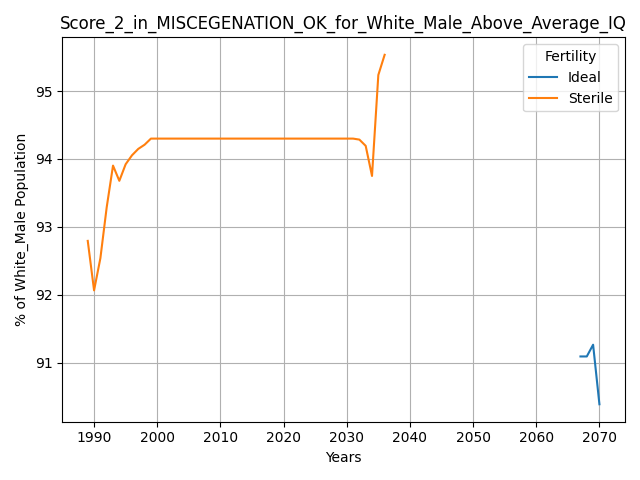 Score_2_in_MISCEGENATION_OK_for_White_Male_Above_Average_IQ
Fertility
Ideal
Sterile
% of White_Male Population
95
94
93
92
91
1990 2000 2010 2020 2030 2040 2050 2060 2070
Years